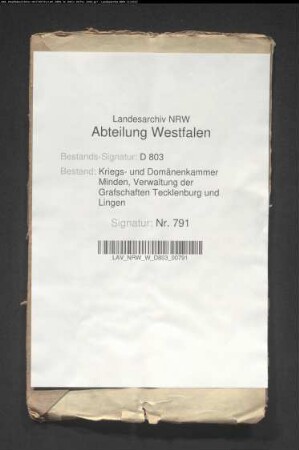 Landesarchiv NRW
Abteilung Westfalen
Bestands-Signatur: D 803
Bestand: Kriegs- und Domänenkammer
Minden, Verwaltung der
Grafschaften Tecklenburg und
Lingen
Signatur: Nr. 791
LAV_NRW_W_D803_00791